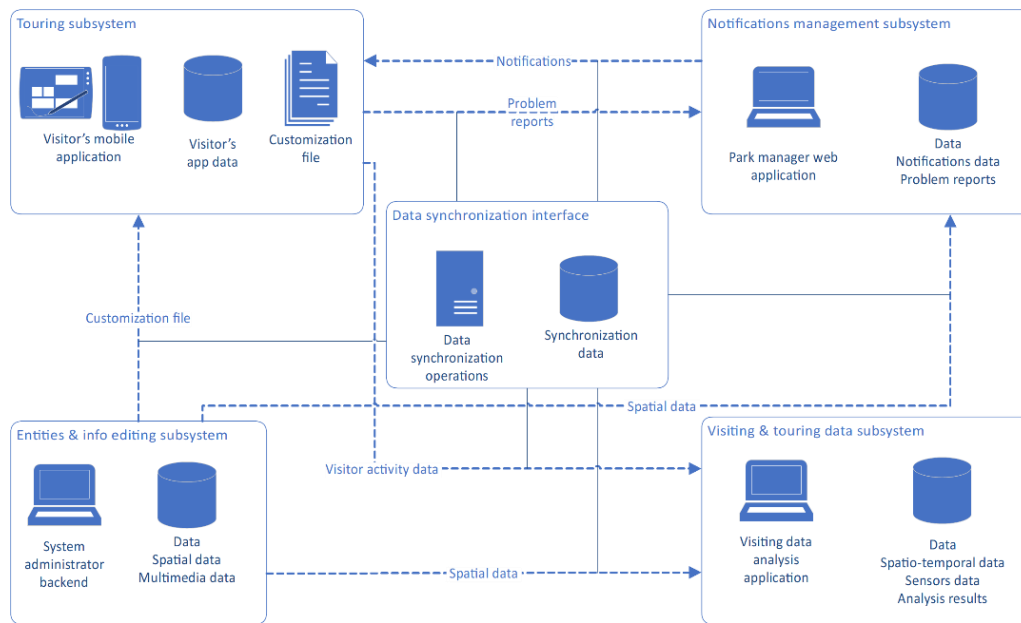 Touring subsystem
Visitor's mobile
application
Visitor's
app data
Customization
file
Notifications
Problem
reports
Notifications management subsystem
Park manager web
application
Data
Notifications data
Problem reports
Data synchronization interface
Data
synchronization
operations
Synchronization
data
Customization file
Spatial data
Entities & info editing subsystem
System
administrator
backend
Data
Spatial data
Multimedia data
Visitor activity data
Spatial data
Visiting & touring data subsystem
Visiting data
analysis
application
Data
Spatio-temporal data
Sensors data
Analysis results